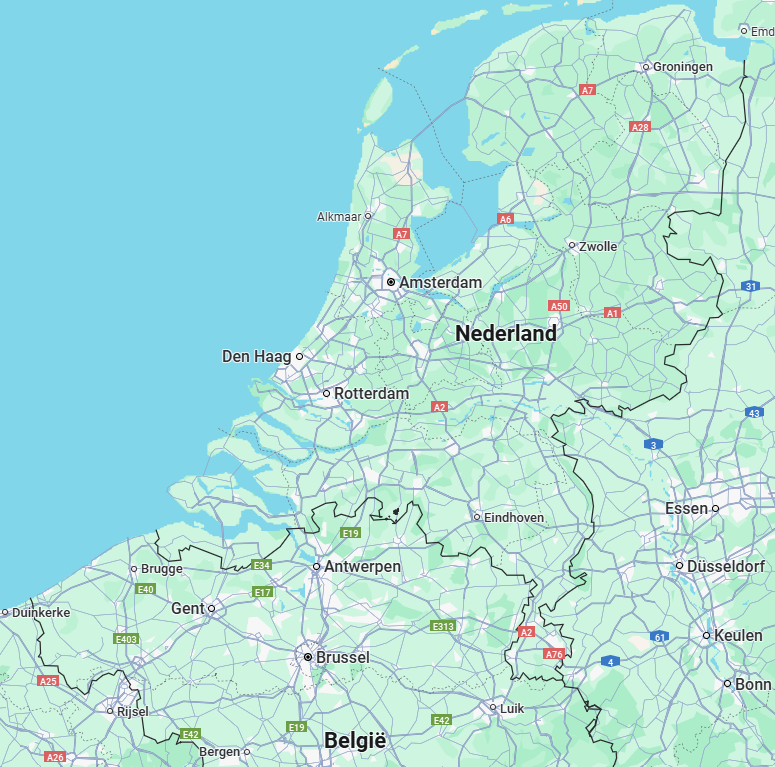 Emd
Groningen
A7
A28
Alkmaar
A6
A7
Zwolle
Amsterdam
31
A50
A1
Nederland
Den Haag
Rotterdam
A2
43
3
Essen
Eindhoven
E19
E34
Antwerpen
Düsseldorf
Brugge
E40
E17
Gent
Duinkerke
E313
A2
E403
61
Keulen
Brussel
A76
4
A25
Bonn
Rijsel
Luik
E42
E19
E42
België
Bergen
A26